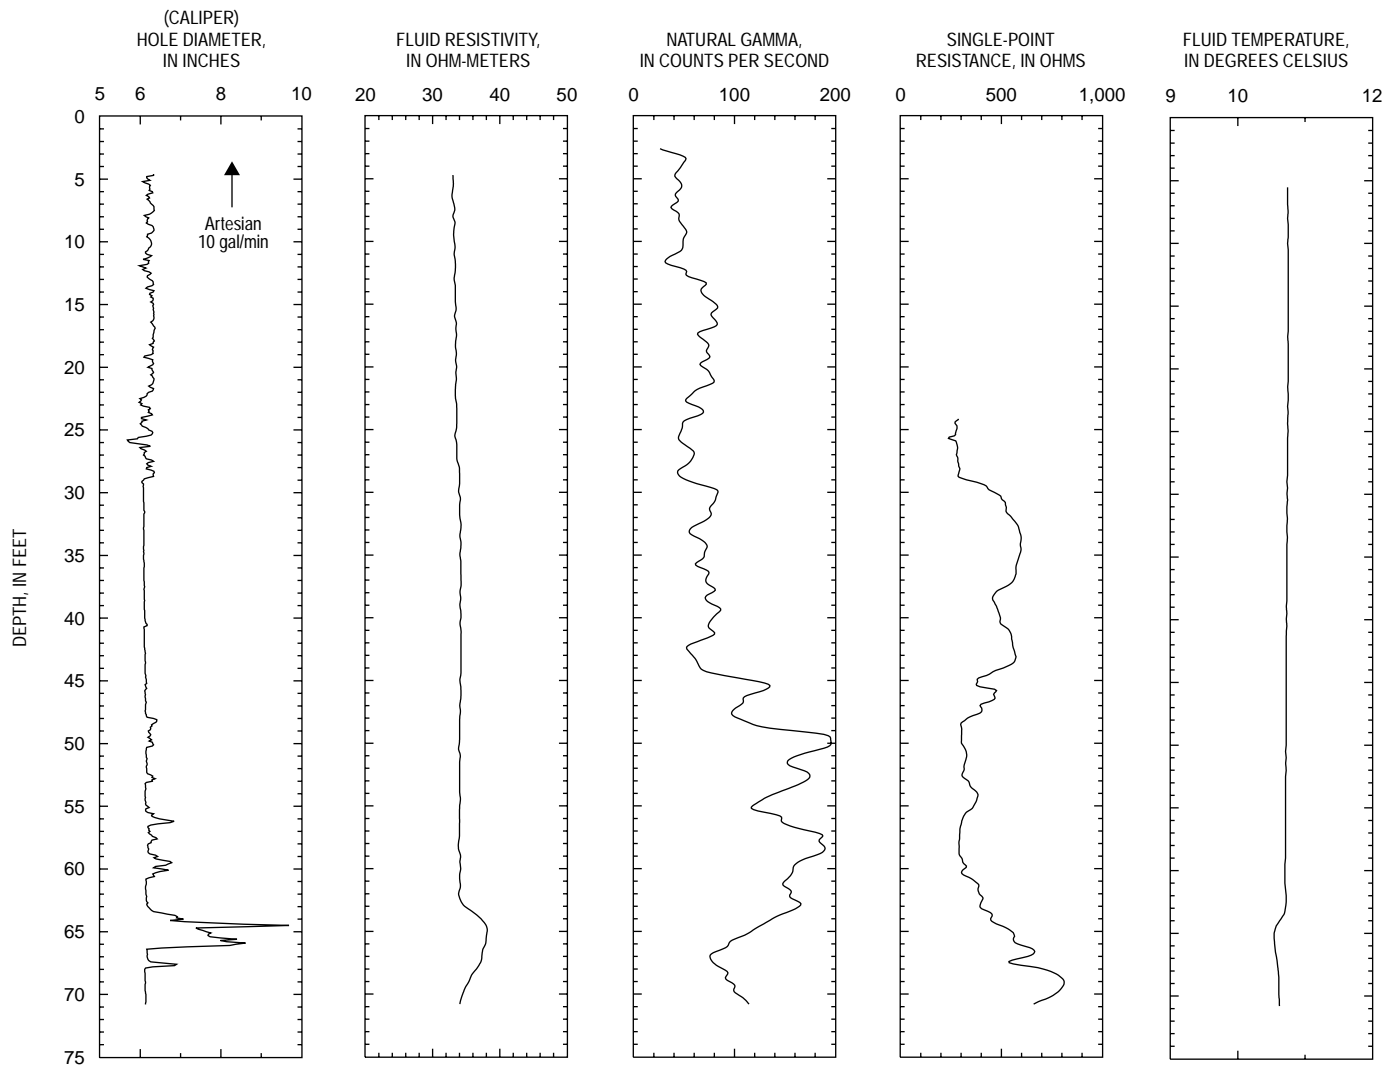 (CALIPER)
HOLE DIAMETER,
IN INCHES
FLUID RESISTIVITY,
IN OHM-METERS
NATURAL GAMMA,
IN COUNTS PER SECOND
SINGLE-POINT
RESISTANCE, IN OHMS
FLUID TEMPERATURE,
IN DEGREES CELSIUS
5 6 8 10
20 30 40 50
0 100 200
0 500 1,000
9 10 12
0
5
10
15
20
25
30
35
40
45
50
55
60
65
70
75
DEPTH, IN FEET
Artesian
10 gal/min